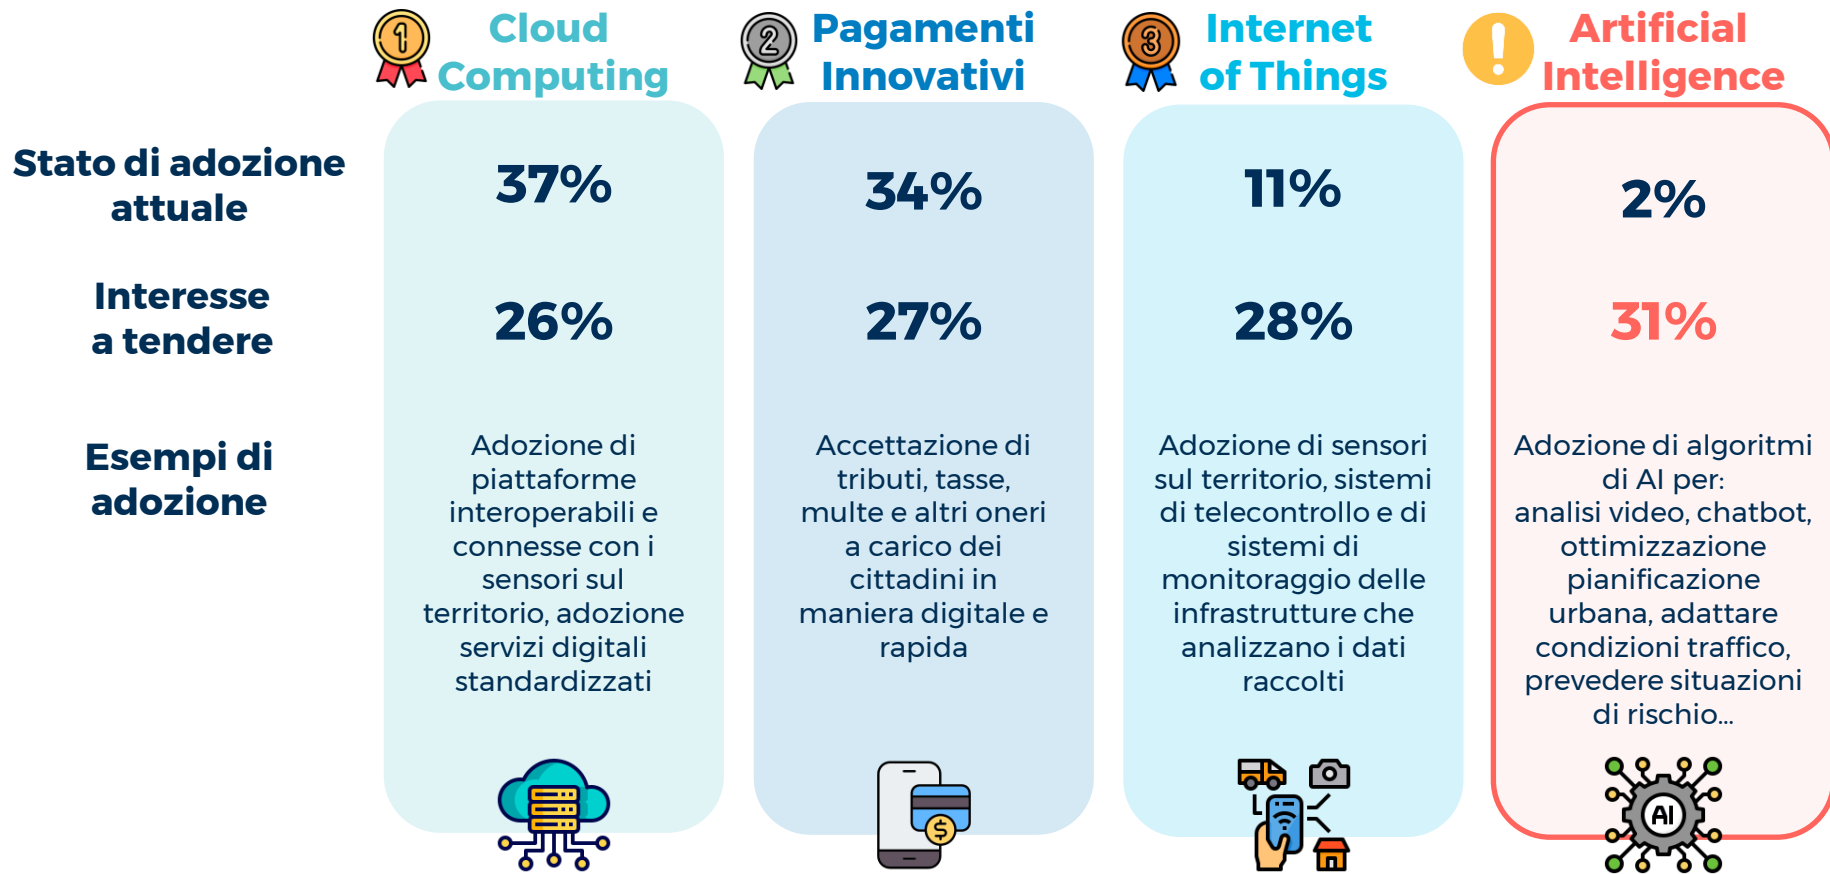 1
Cloud
Computing
2
Pagamenti
Innovativi
3
Internet
of Things
!
Artificial
Intelligence
Stato di adozione
attuale
37%
34%
11%
2%
Interesse
a tendere
26%
27%
28%
31%
Esempi di
adozione
Adozione di
piattaforme
interoperabili e
connesse con i
sensori sul
territorio, adozione
servizi digitali
standardizzati
Accettazione di
tributi, tasse,
multe e altri oneri
a carico dei
cittadini in
maniera digitale e
rapida
Adozione di sensori
sul territorio, sistemi
di telecontrollo e di
sistemi di
monitoraggio delle
infrastrutture che
analizzano i dati
raccolti
Adozione di algoritmi
di AI per:
analisi video, chatbot,
ottimizzazione
pianificazione
urbana, adattare
condizioni traffico,
prevedere situazioni
di rischio...
$
AI